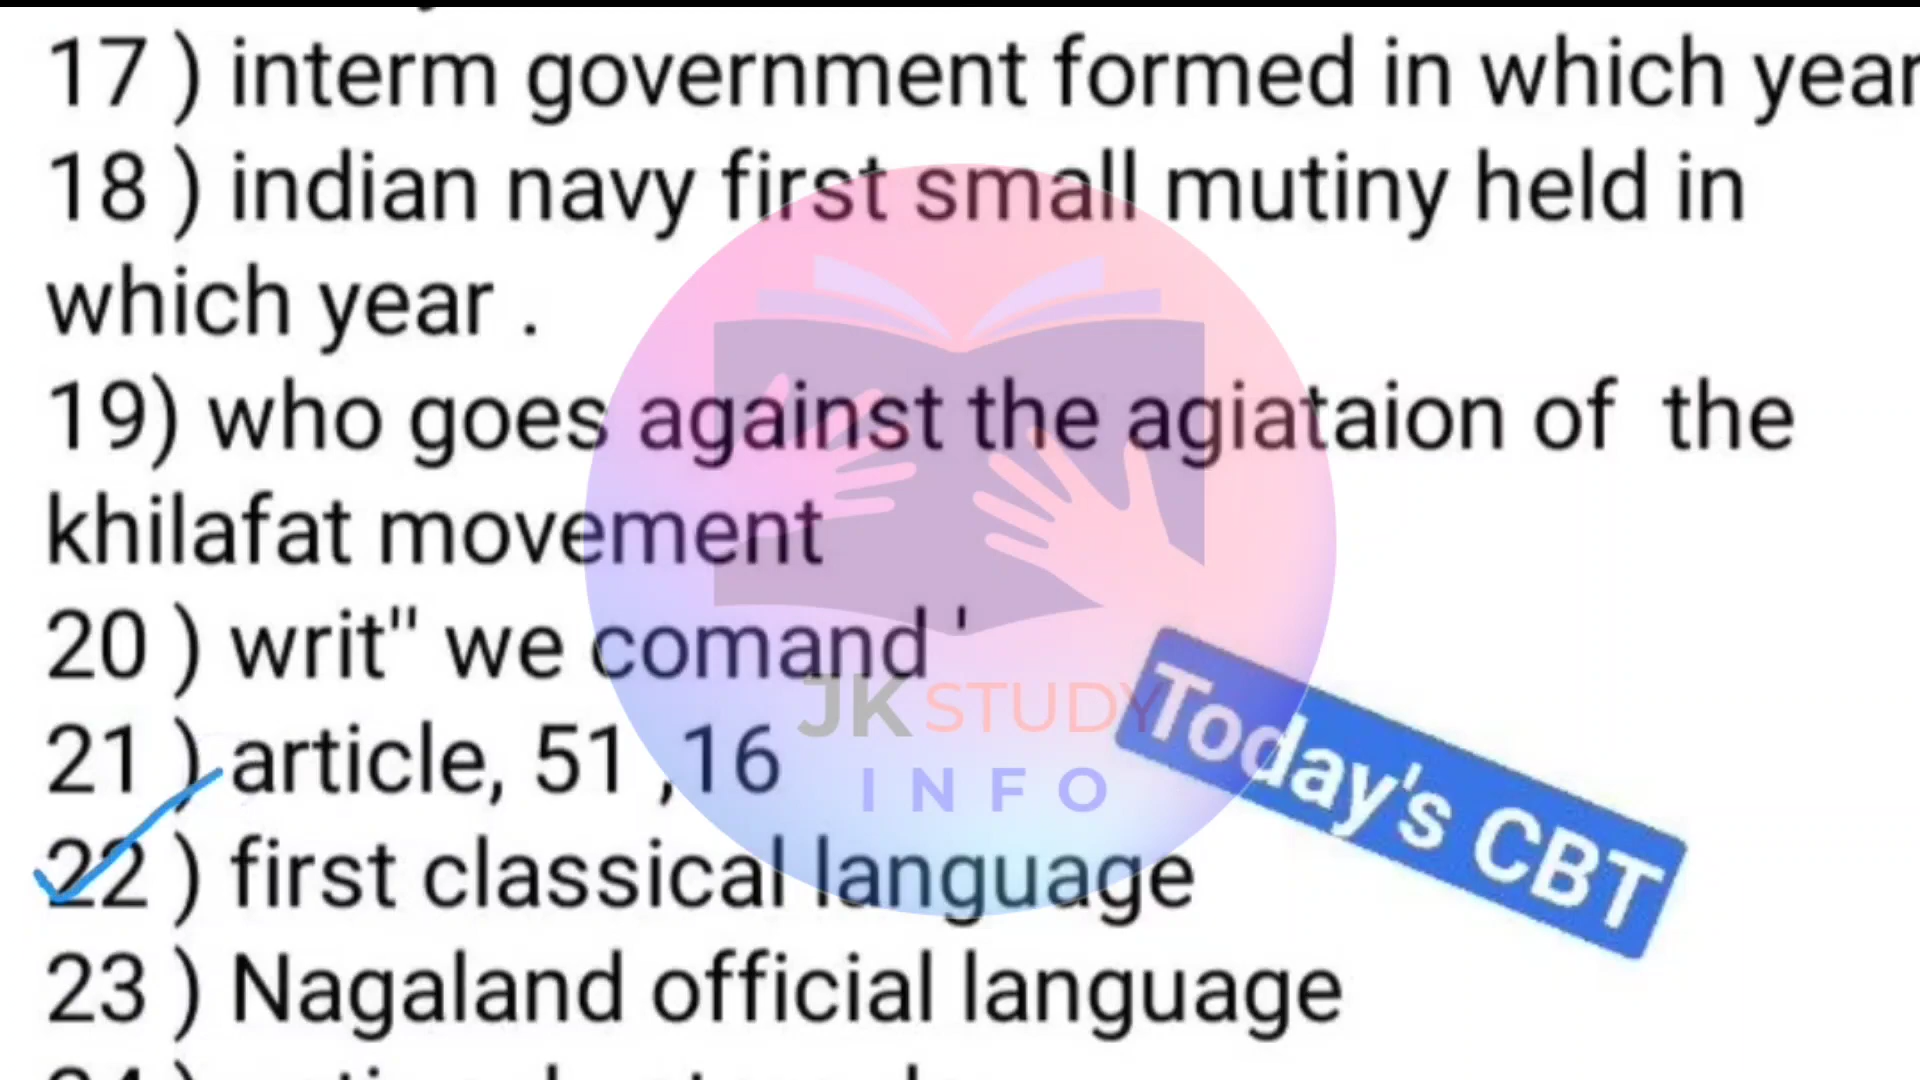 17 ) interm government formed in which year
18 ) indian navy first small mutiny held in
which year .
19) who goes against the agiataion of the
khilafat movement
20 ) writ" we comand '
21 ) article, 51 ,16
22 ) first classical language
23 ) Nagaland official language
JK STUDY
INFO
Today's CBT